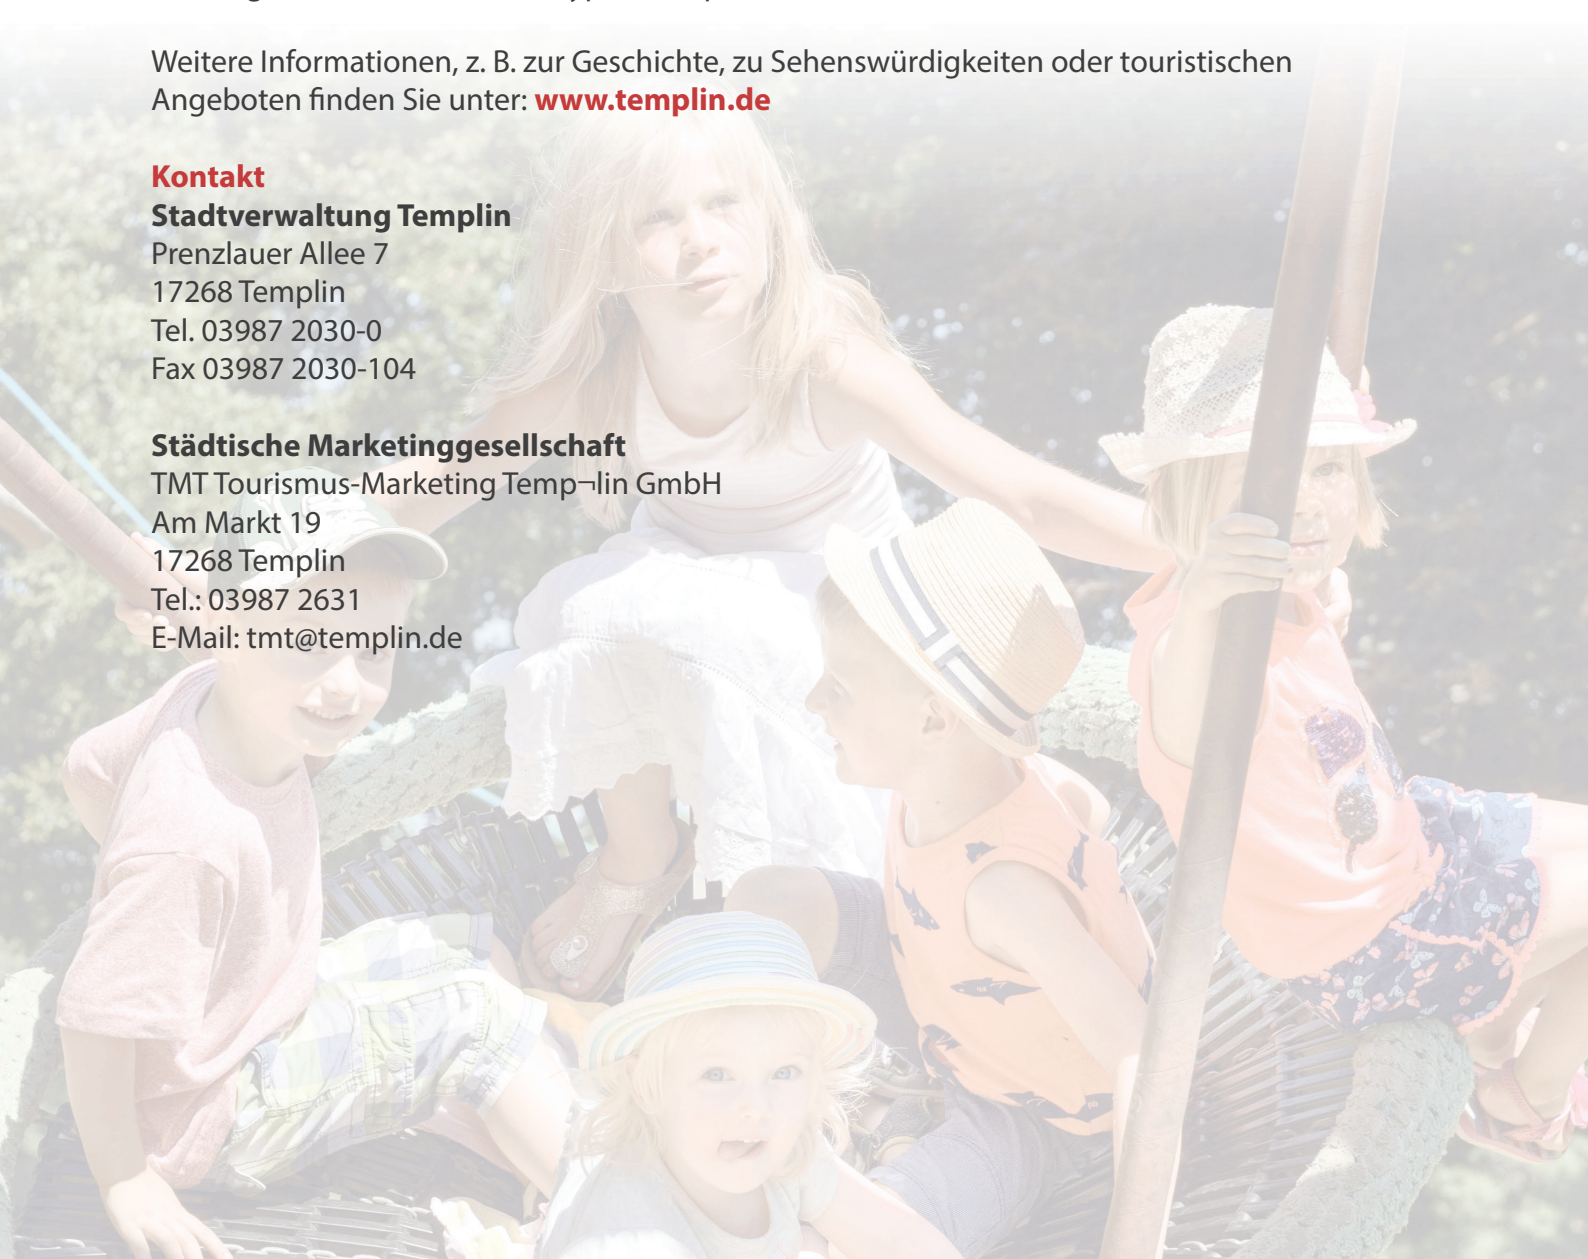 Weitere Informationen, z. B. zur Geschichte, zu Sehenswürdigkeiten oder touristischen
Angeboten finden Sie unter: www.templin.de
Kontakt
Stadtverwaltung Templin
Prenzlauer Allee 7
17268 Templin
Tel. 03987 2030-0
Fax 03987 2030-104
Städtische Marketinggesellschaft
TMT Tourismus-Marketing Temp¬lin GmbH
Am Markt 19
17268 Templin
Tel.: 03987 2631
E-Mail: tmt@templin.de